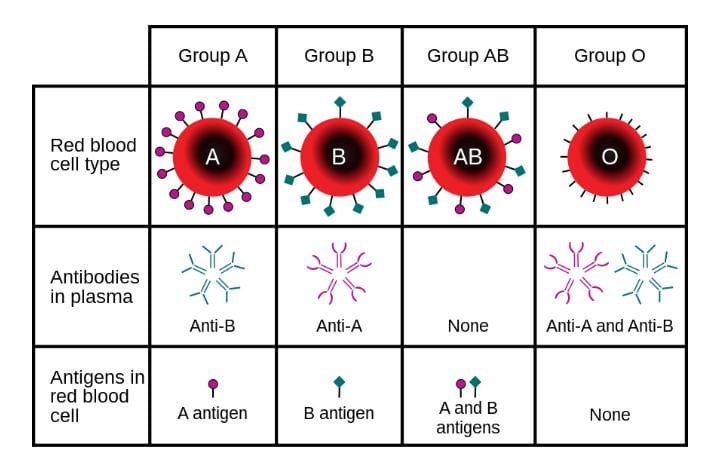 Group A
Group B
Group AB
Group O
Red blood
cell type
A
B
AB
O
Antibodies
in plasma
Anti-B
Anti-A
None
Anti-A and Anti-B
Antigens in
red blood
cell
A antigen
B antigen
A and B
antigens
None